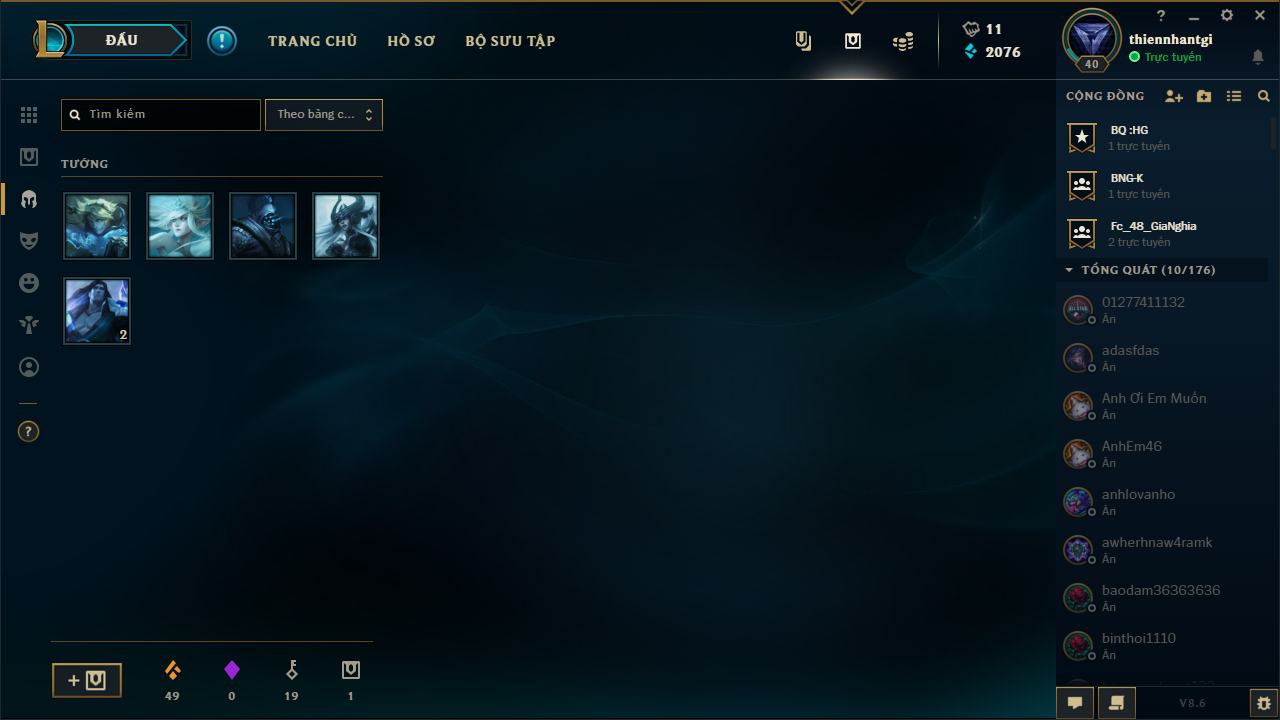 ĐẤU
TRANG CHỦ
HỒ SƠ
BỘ SƯU TẬP
11
2076
40
thiennhantgi
Trực tuyến
Tìm kiếm
Theo bảng c...
TƯỚNG
2
49
0
19
1
CỘNG ĐỒNG
BQ :HG
1 trực tuyến
BNG-K
1 trực tuyến
Fc_48_GiaNghia
2 trực tuyến
TỔNG QUÁT (10/176)
01277411132
Ẩn
adasfdas
Ẩn
Anh Ơi Em Muốn
Ẩn
AnhEm46
Ẩn
anhlovanho
Ẩn
awherhnaw4ramk
Ẩn
baodam36363636
Ẩn
binthoi1110
Ẩn
V8.6